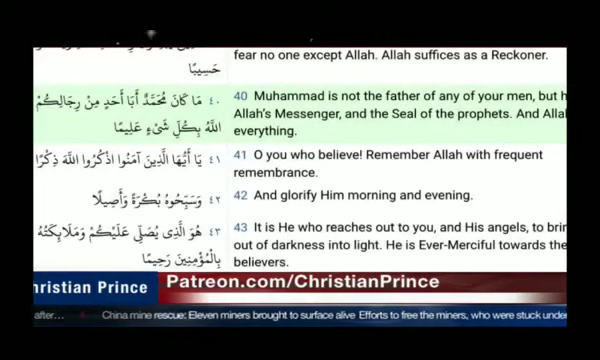 fear no one except Allah. Allah suffices as a Reckoner.
حَسِيبًا
٤٠ مَا كَانَ مُحَمَّدٌ أَبَا أَحَدٍ مِنْ رِجَالِكُمْ
40 Muhammad is not the father of any of your men, but h
Allah's Messenger, and the Seal of the prophets. And Alla
اللَّهُ بِكُلِّ شَيْءٍ عَلِيمًا
everything.
٤١ يَا أَيُّهَا الَّذِينَ آمَنُوا اذْكُرُوا اللَّهَ ذِكْرًا
41 O you who believe! Remember Allah with frequent
remembrance.
٤٢ وَسَبِّحُوهُ بُكْرَةً وَأَصِيلًا
42 And glorify Him morning and evening.
٤٣ هُوَ الَّذِي يُصَلِّي عَلَيْكُمْ وَمَلَائِكَتُهُ
43 It is He who reaches out to you, and His angels, to brin
out of darkness into light. He is Ever-Merciful towards the
بِالْمُؤْمِنِينَ رَحِيمًا
believers.
hristian Prince
Patreon.com/ChristianPrince
after... China mine rescue: Eleven miners brought to surface alive Efforts to free the miners, who were stuck under